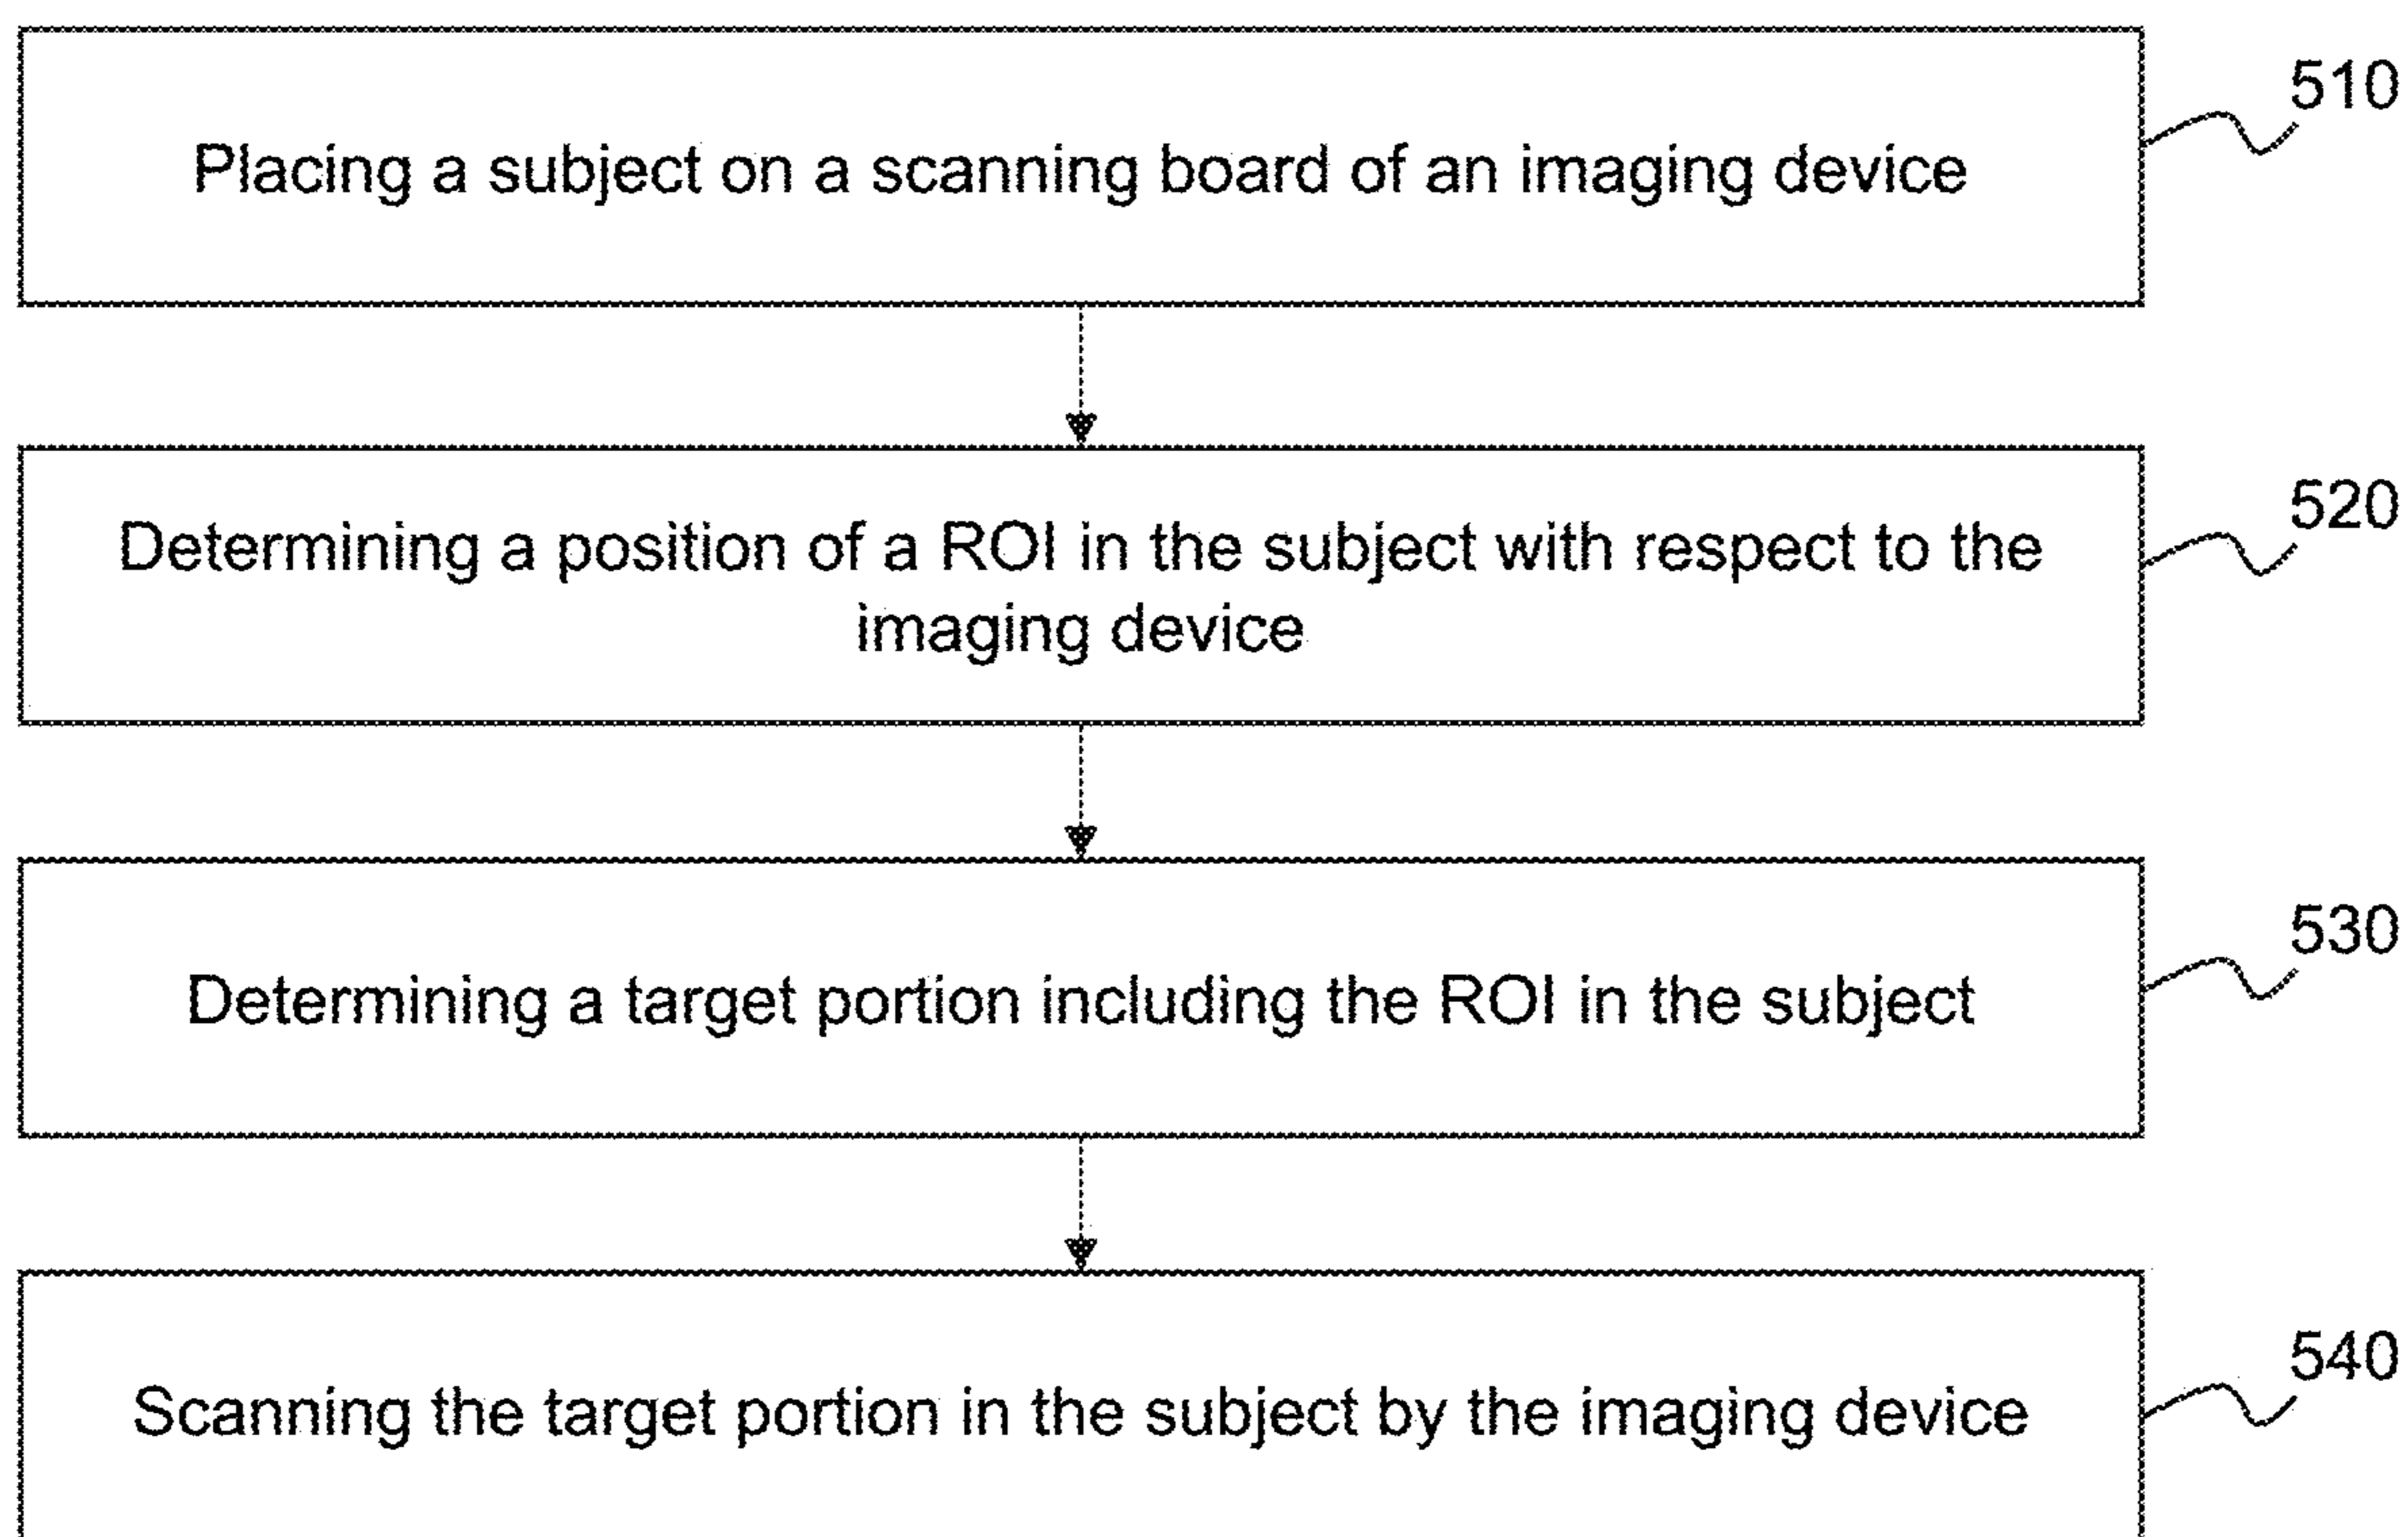 Placing a subject on a scanning board of an imaging device
510
Determining a position of a ROI in the subject with respect to the
imaging device
520
Determining a target portion including the ROI in the subject
530
Scanning the target portion in the subject by the imaging device
540